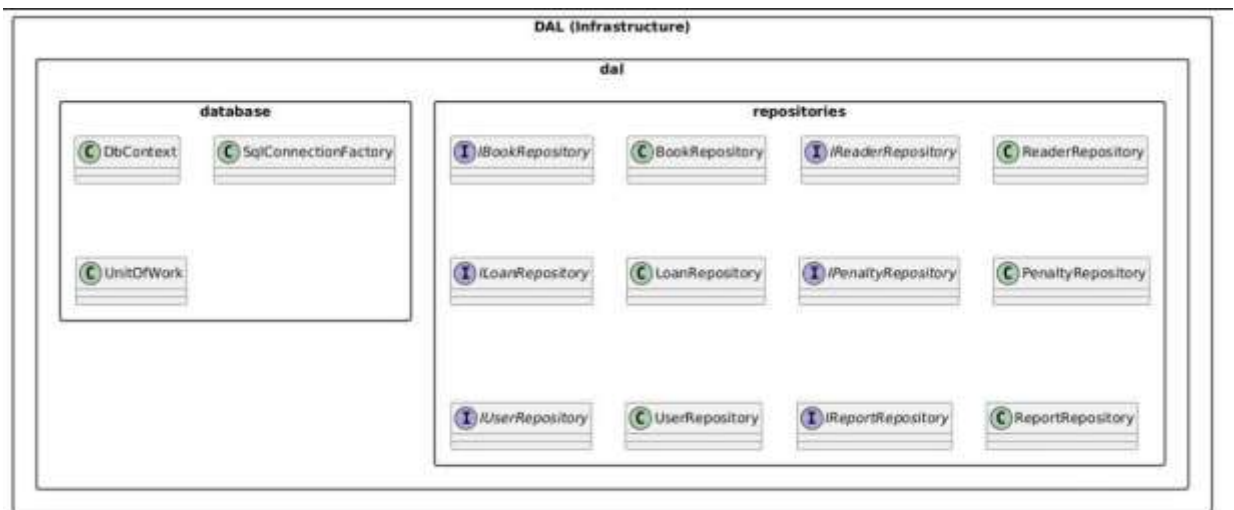 DAL (Infrastructure)
dal
database
C DbContext
C SqlConnectionFactory
C UnitOfWork
repositories
I IBookRepository
C BookRepository
I IReaderRepository
C ReaderRepository
I ILoanRepository
C LoanRepository
I IPenaltyRepository
C PenaltyRepository
I IUserRepository
C UserRepository
I IReportRepository
C ReportRepository